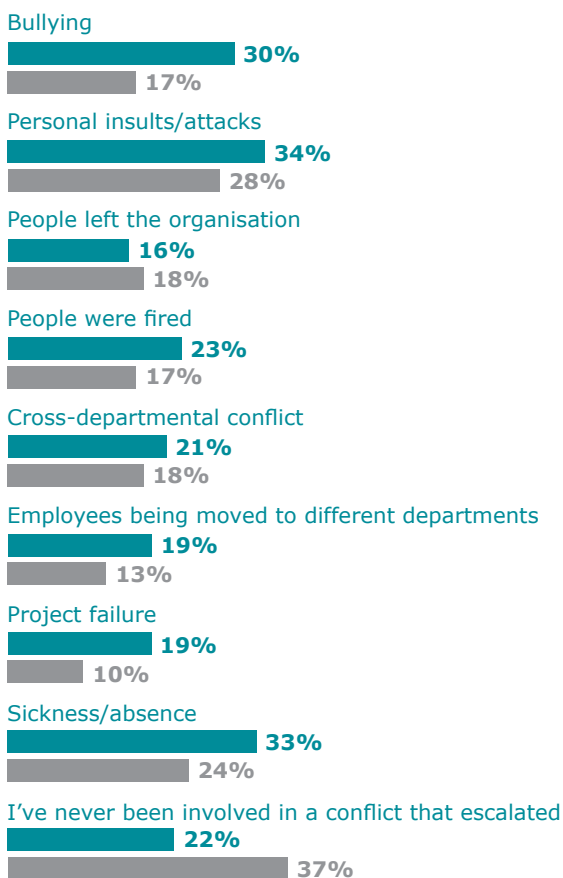 Bullying
30%
17%
Personal insults/attacks
34%
28%
People left the organisation
16%
18%
People were fired
23%
17%
Cross-departmental conflict
21%
18%
Employees being moved to different departments
19%
13%
Project failure
19%
10%
Sickness/absence
33%
24%
I’ve never been involved in a conflict that escalated
22%
37%